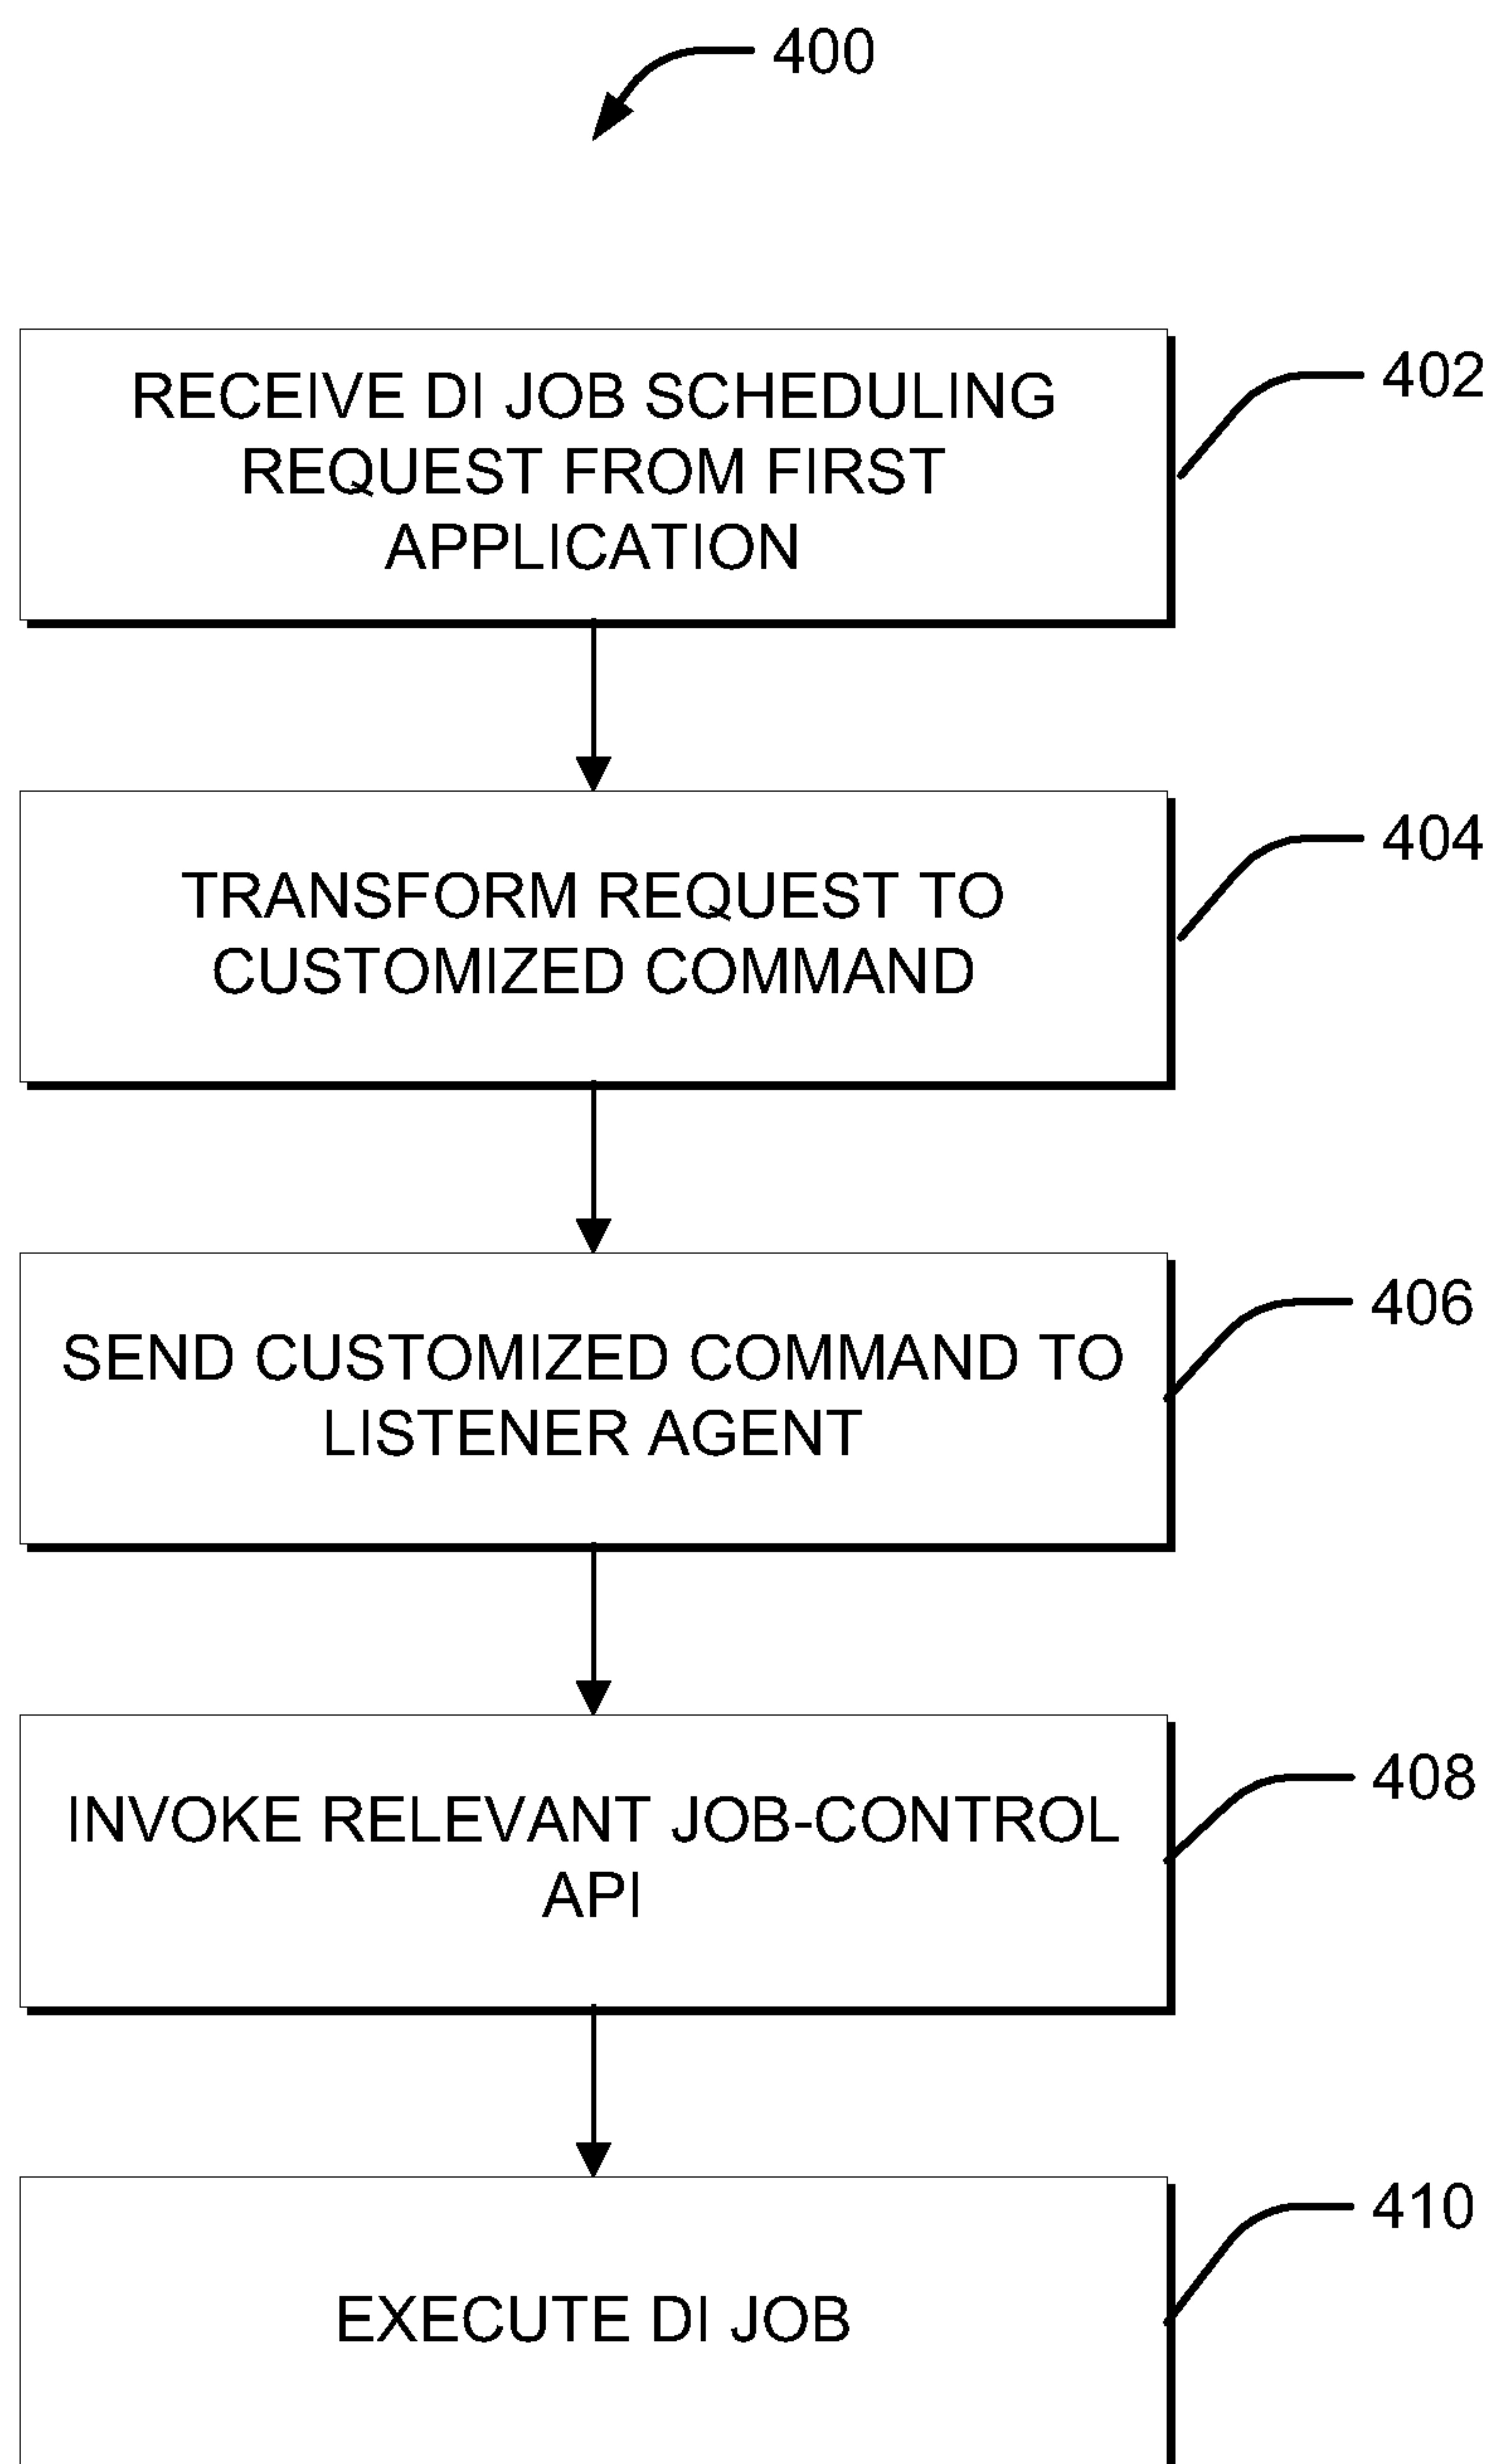 400
RECEIVE DI JOB SCHEDULING
REQUEST FROM FIRST
APPLICATION
402
TRANSFORM REQUEST TO
CUSTOMIZED COMMAND
404
SEND CUSTOMIZED COMMAND TO
LISTENER AGENT
406
INVOKE RELEVANT JOB-CONTROL
API
408
EXECUTE DI JOB
410